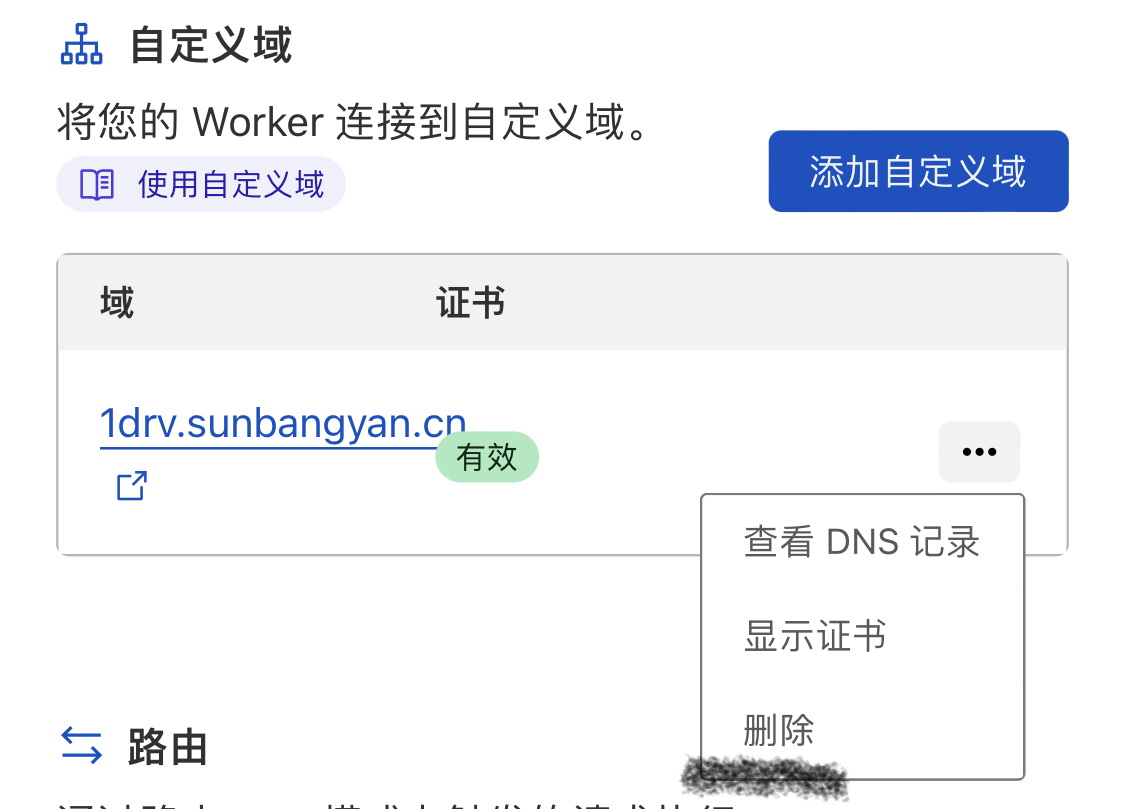 自定义域
将您的 Worker 连接到自定义域。
使用自定义域
添加自定义域
域 证书
1drv.sunbangyan.cn
有效
查看 DNS 记录
显示证书
删除
路由